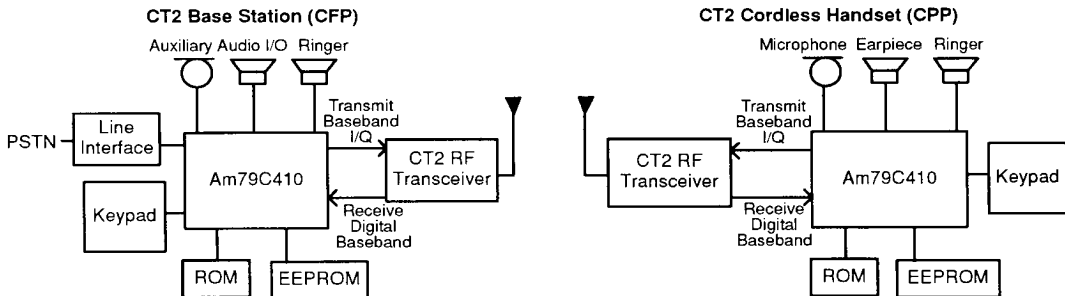 CT2 Base Station (CFP)
Auxiliary Audio I/O Ringer
Transmit
Baseband
I/Q
PSTN
Line
Interface
Am79C410
CT2 RF
Transceiver
Keypad
Receive
Digital
Baseband
ROM
EEPROM
CT2 Cordless Handset (CPP)
Microphone Earpiece Ringer
Transmit
Baseband
I/Q
CT2 RF
Transceiver
Am79C410
Keypad
Receive
Digital
Baseband
ROM
EEPROM